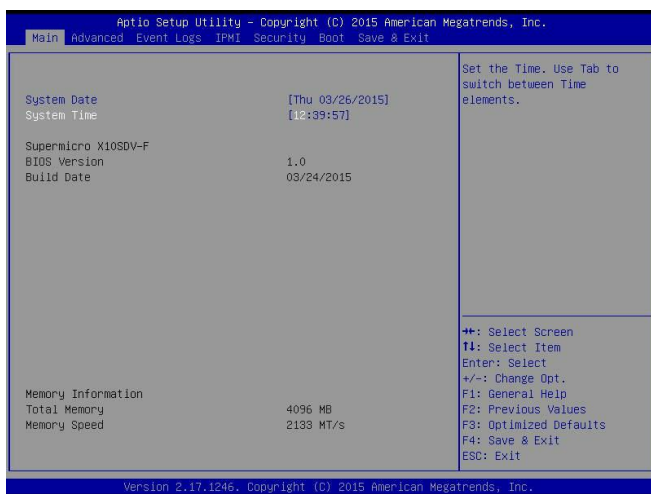 Aptio Setup Utility - Copyright (C) 2015 American Megatrends, Inc.
Main Advanced Event Logs IPMI Security Boot Save & Exit
System Date [Thu 03/26/2015]
System Time [12:39:57]
Supermicro X10SDV-F
BIOS Version 1.0
Build Date 03/24/2015
Memory Information
Total Memory 4096 MB
Memory Speed 2133 MT/s
Set the Time. Use Tab to
switch between Time
elements.
→←: Select Screen
↑↓: Select Item
Enter: Select
+/-: Change Opt.
F1: General Help
F2: Previous Values
F3: Optimized Defaults
F4: Save & Exit
ESC: Exit
Version 2.17.1246. Copyright (C) 2015 American Megatrends, Inc.